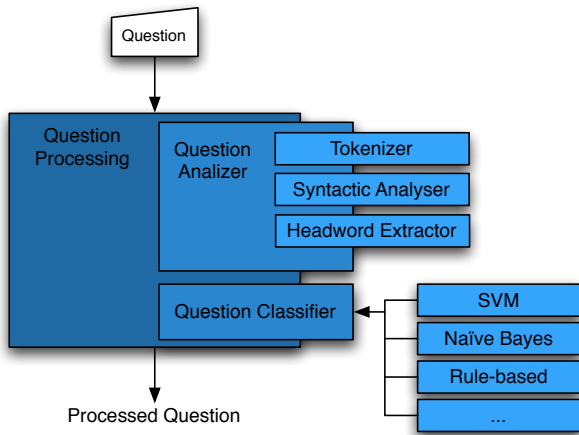 Question
Question
Processing
Question
Analizer
Tokenizer
Syntactic Analyser
Headword Extractor
Question Classifier
SVM
Naïve Bayes
Rule-based
...
Processed Question